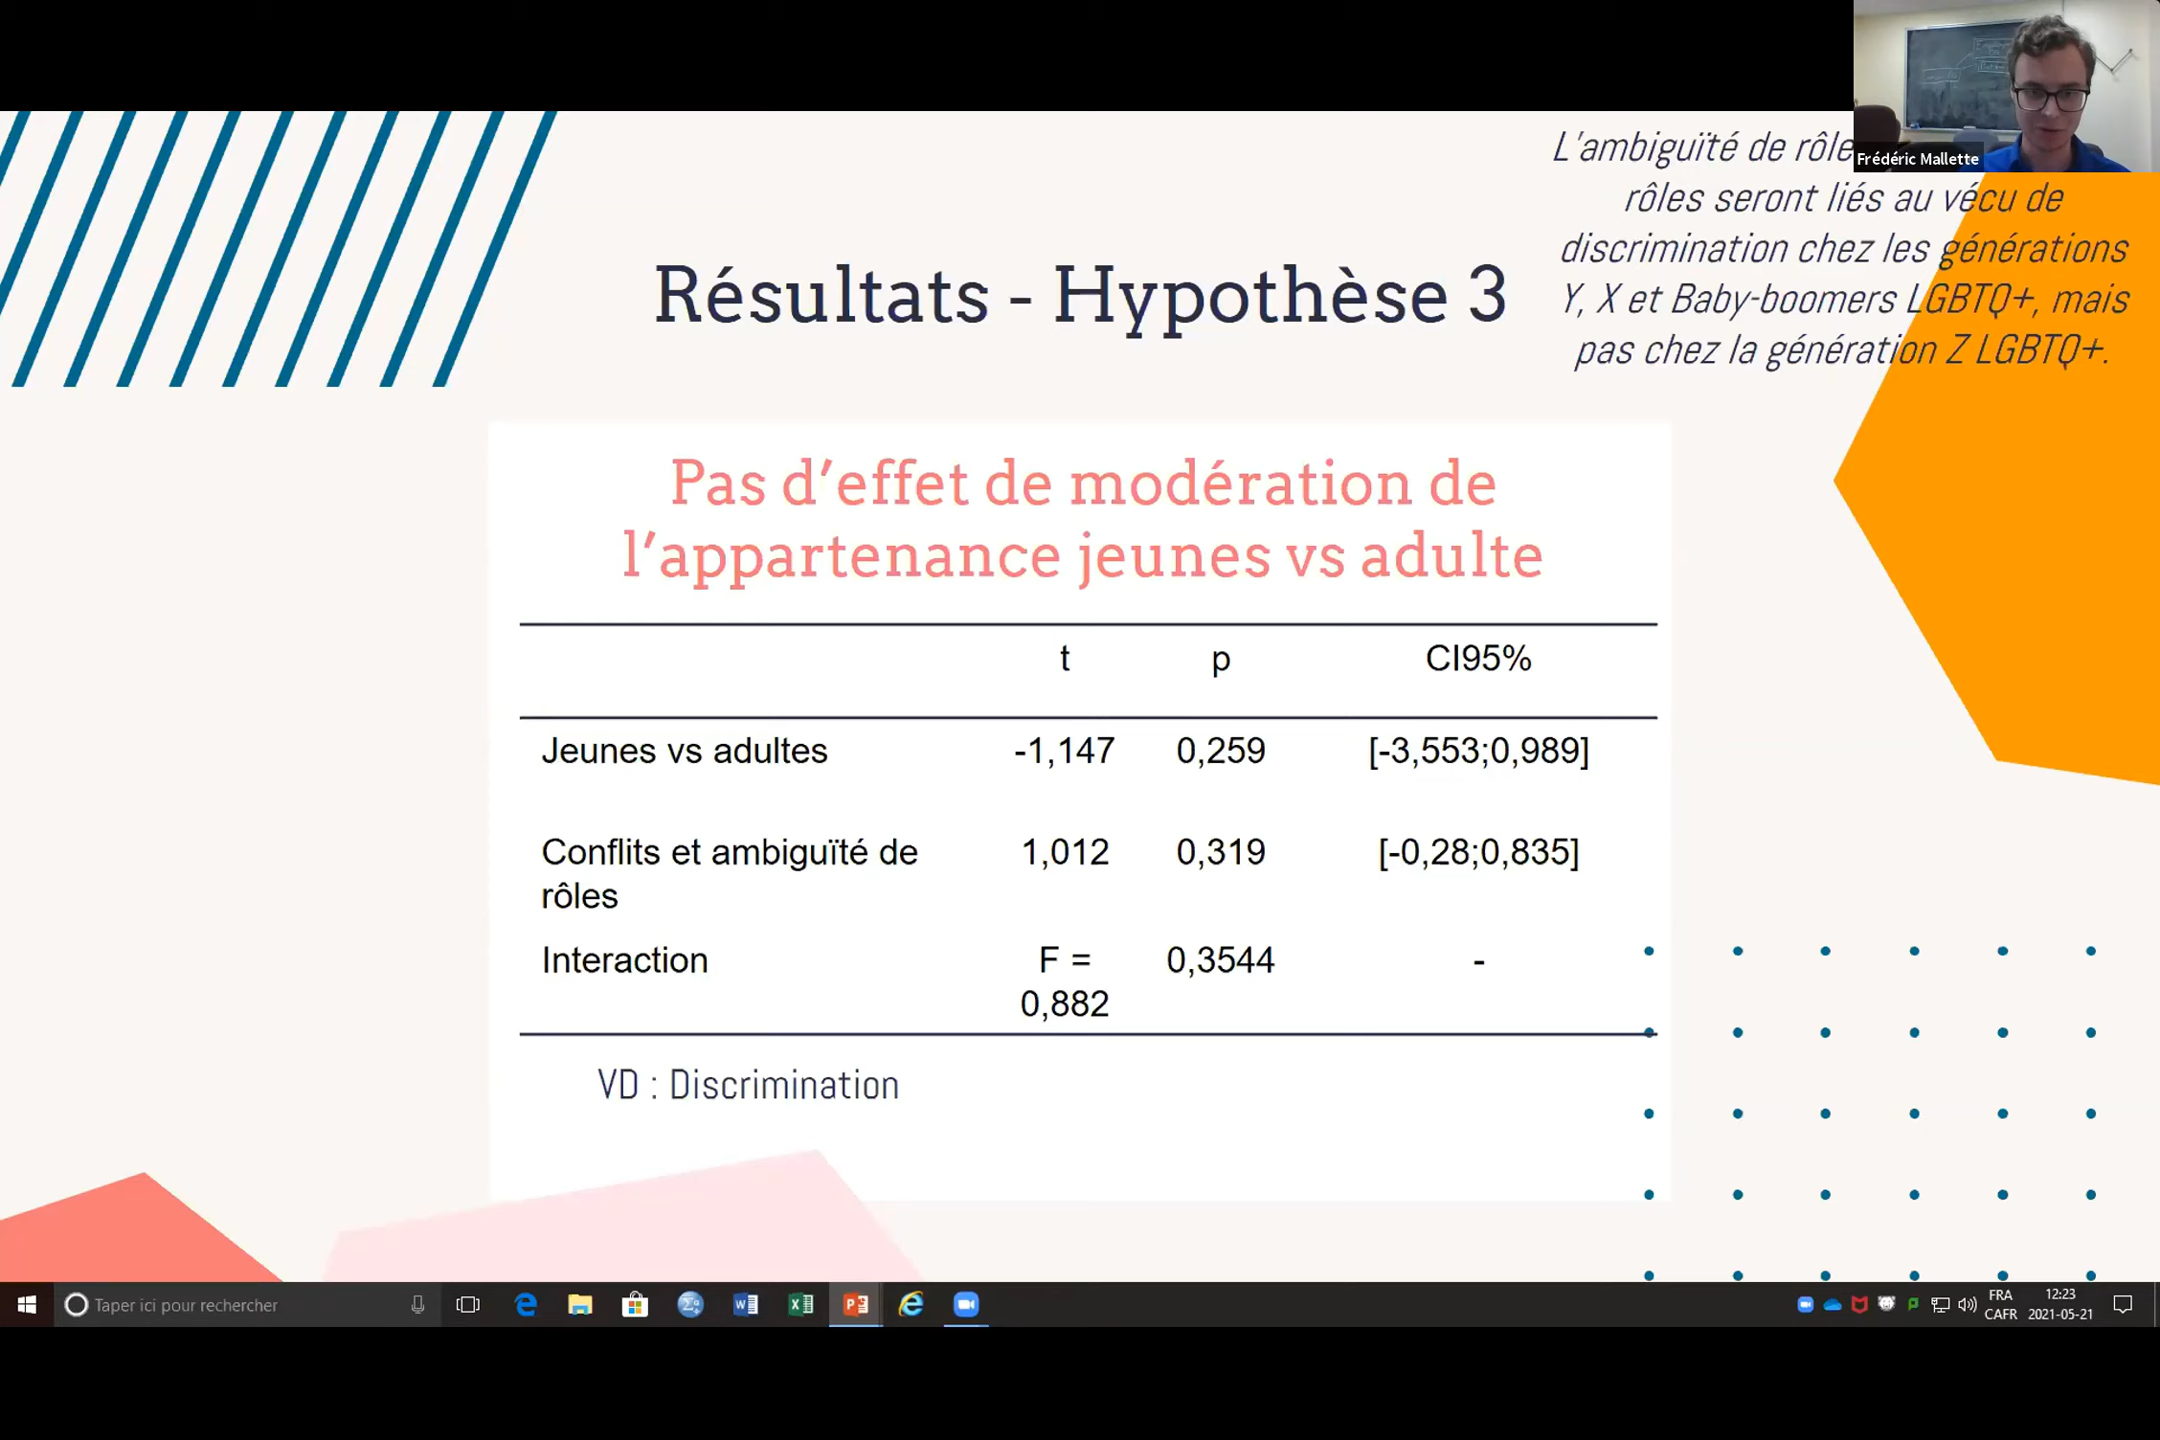 Frédéric Mallette
L'ambiguïté de rôle
rôles seront liés au vécu de
discrimination chez les générations
Y, X et Baby-boomers LGBTQ+, mais
pas chez la génération Z LGBTQ+.
Résultats - Hypothèse 3
Pas d’effet de modération de
l’appartenance jeunes vs adulte
t p CI95%
Jeunes vs adultes -1,147 0,259 [-3,553;0,989]
Conflits et ambiguïté de 1,012 0,319 [-0,28;0,835]
rôles
Interaction F = 0,3544 -
0,882
VD : Discrimination
Taper ici pour rechercher
FRA 12:23
CAFR 2021-05-21